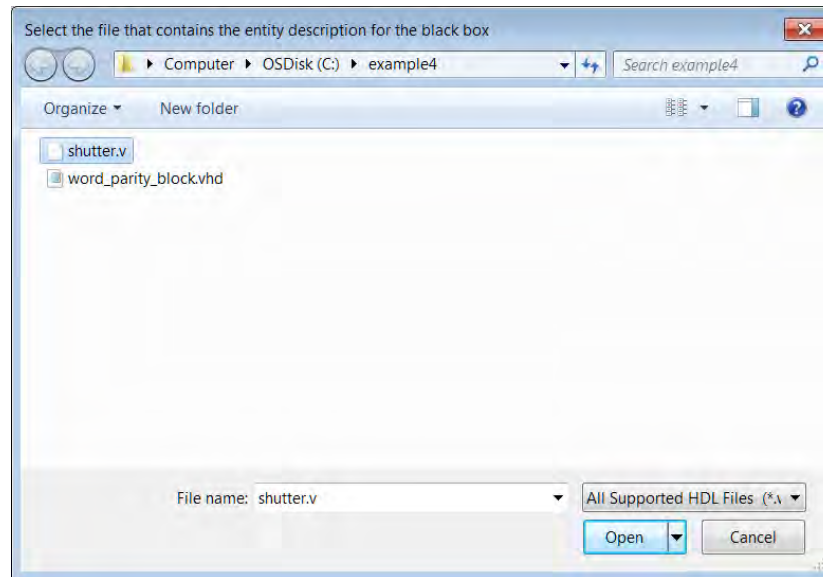 Select the file that contains the entity description for the black box
Computer OSDisk (C:) example4
Search example4
Organize New folder
shutter.v
word_parity_block.vhd
File name: shutter.v
All Supported HDL Files (*.v
Open Cancel